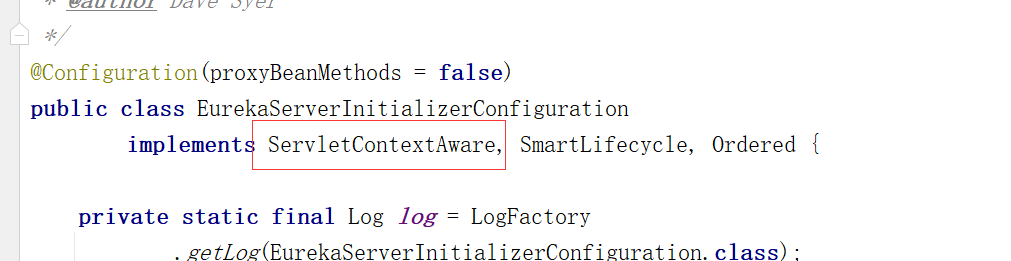 * @author Dave Syer
*/
@Configuration(proxyBeanMethods = false)
public class EurekaServerInitializerConfiguration
implements ServletContextAware, SmartLifecycle, Ordered {
private static final Log log = LogFactory
.getLog(EurekaServerInitializerConfiguration.class);